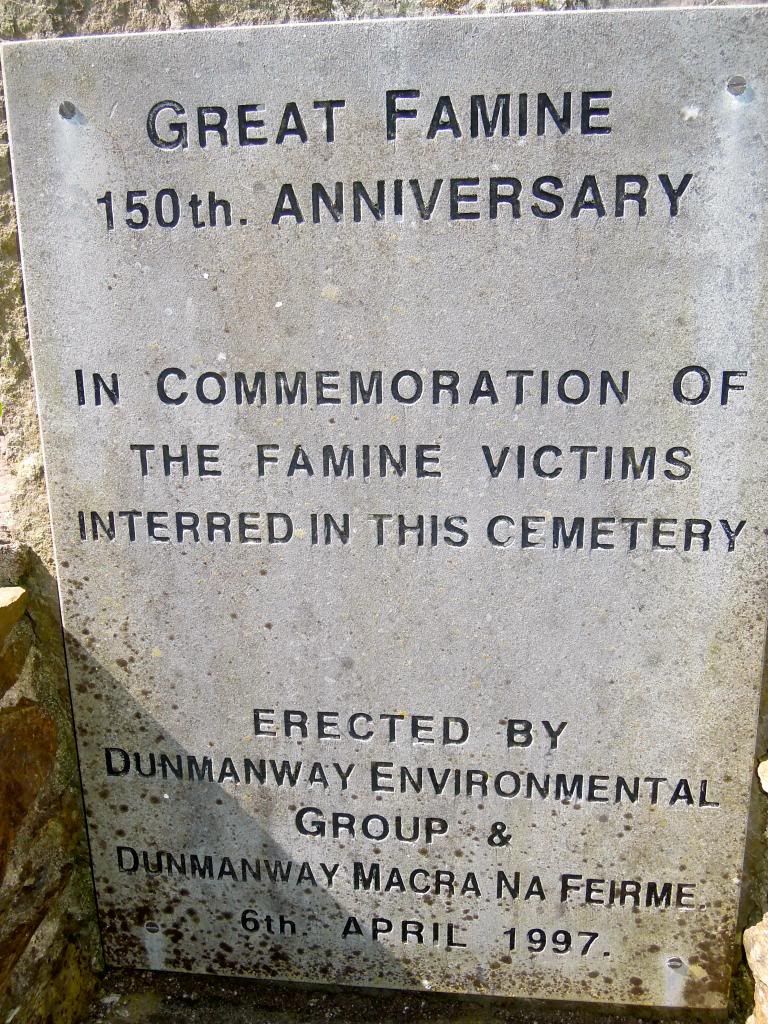 GREAT FAMINE
150th. ANNIVERSARY
IN COMMEMORATION OF
THE FAMINE VICTIMS
INTERRED IN THIS CEMETERY
ERECTED BY
DUNMANWAY ENVIRONMENTAL
GROUP &
DUNMANWAY MACRA NA FEIRME.
6th. APRIL 1997.